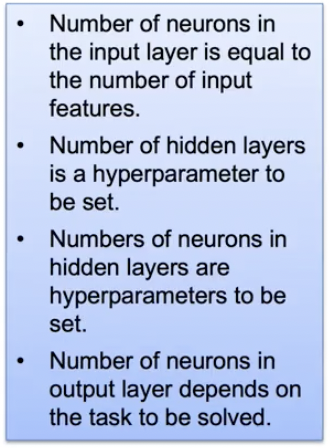 • Number of neurons in
the input layer is equal to
the number of input
features.
• Number of hidden layers
is a hyperparameter to
be set.
• Numbers of neurons in
hidden layers are
hyperparameters to be
set.
• Number of neurons in
output layer depends on
the task to be solved.